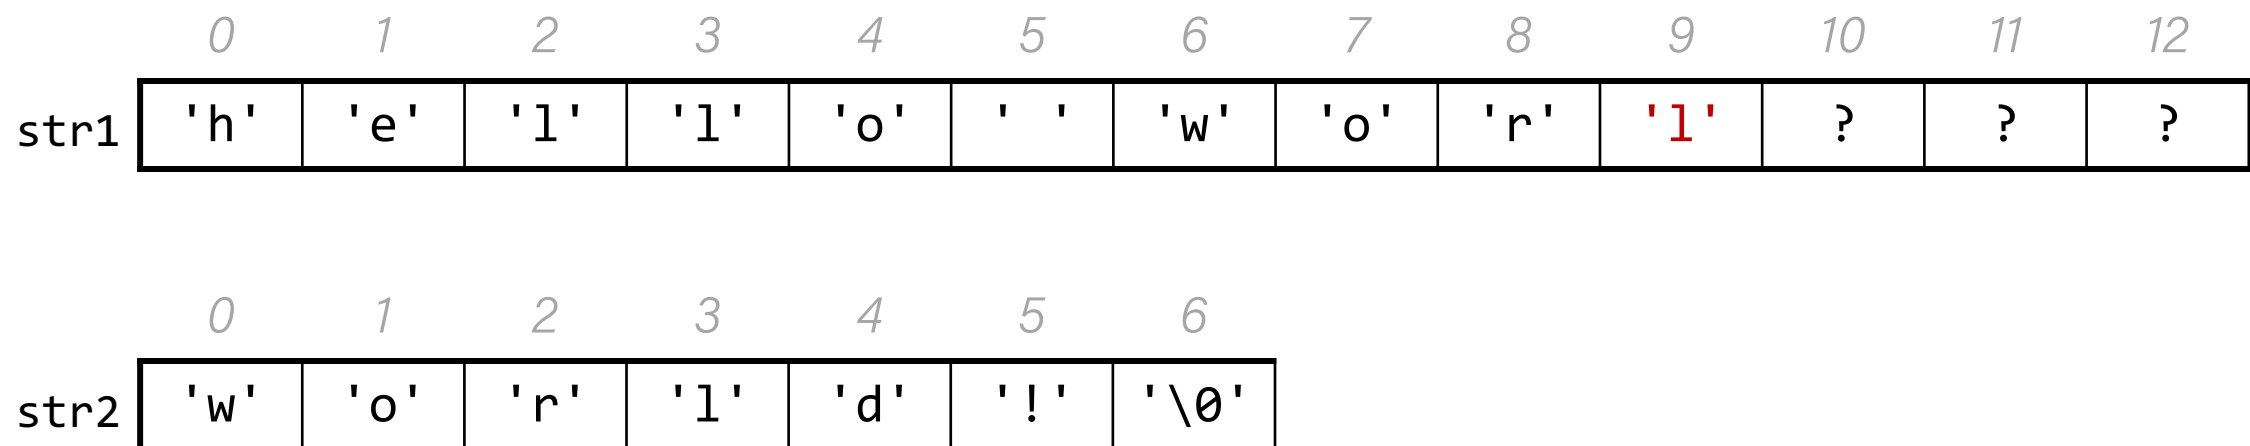 0 1 2 3 4 5 6 7 8 9 10 11 12
str1 'h' 'e' 'l' 'l' 'o' ' ' 'w' 'o' 'r' 'l' ? ? ?
0 1 2 3 4 5 6
str2 'w' 'o' 'r' 'l' 'd' '!' '\0'